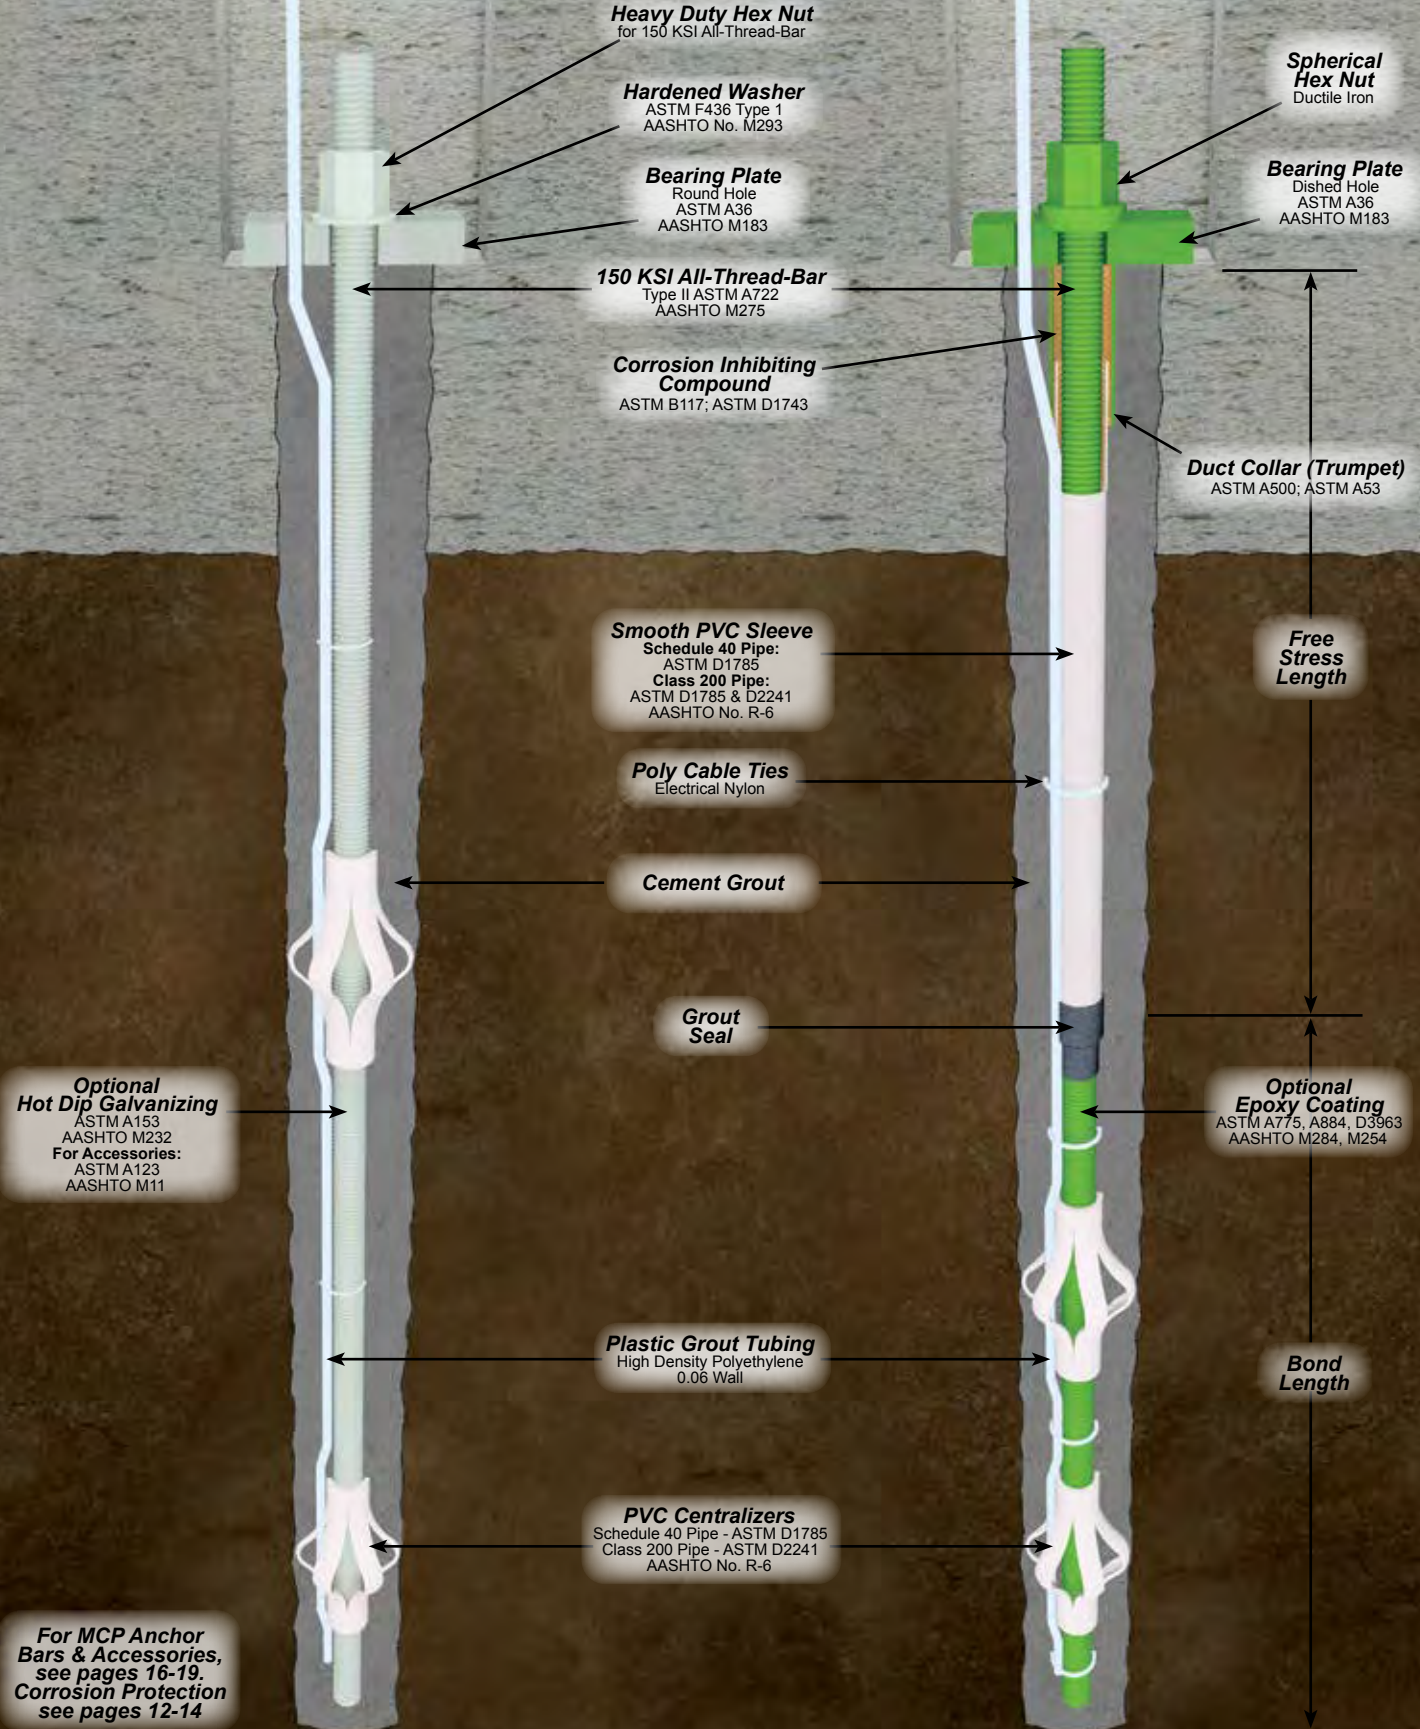 Heavy Duty Hex Nut
for 150 KSI All-Thread-Bar
Hardened Washer
ASTM F436 Type 1
AASHTO No. M293
Bearing Plate
Round Hole
ASTM A36
AASHTO M183
Spherical
Hex Nut
Ductile Iron
Bearing Plate
Dished Hole
ASTM A36
AASHTO M183
150 KSI All-Thread-Bar
Type II ASTM A722
AASHTO M275
Corrosion Inhibiting
Compound
ASTM B117; ASTM D1743
Duct Collar (Trumpet)
ASTM A500; ASTM A53
Smooth PVC Sleeve
Schedule 40 Pipe:
ASTM D1785
Class 200 Pipe:
ASTM D1785 & D2241
AASHTO No. R-6
Free
Stress
Length
Poly Cable Ties
Electrical Nylon
Cement Grout
Grout
Seal
Optional
Hot Dip Galvanizing
ASTM A153
AASHTO M232
For Accessories:
ASTM A123
AASHTO M11
Optional
Epoxy Coating
ASTM A775, A884, D3963
AASHTO M284, M254
Plastic Grout Tubing
High Density Polyethylene
0.06 Wall
Bond
Length
PVC Centralizers
Schedule 40 Pipe - ASTM D1785
Class 200 Pipe - ASTM D2241
AASHTO No. R-6
For MCP Anchor
Bars & Accessories,
see pages 16-19.
Corrosion Protection
see pages 12-14